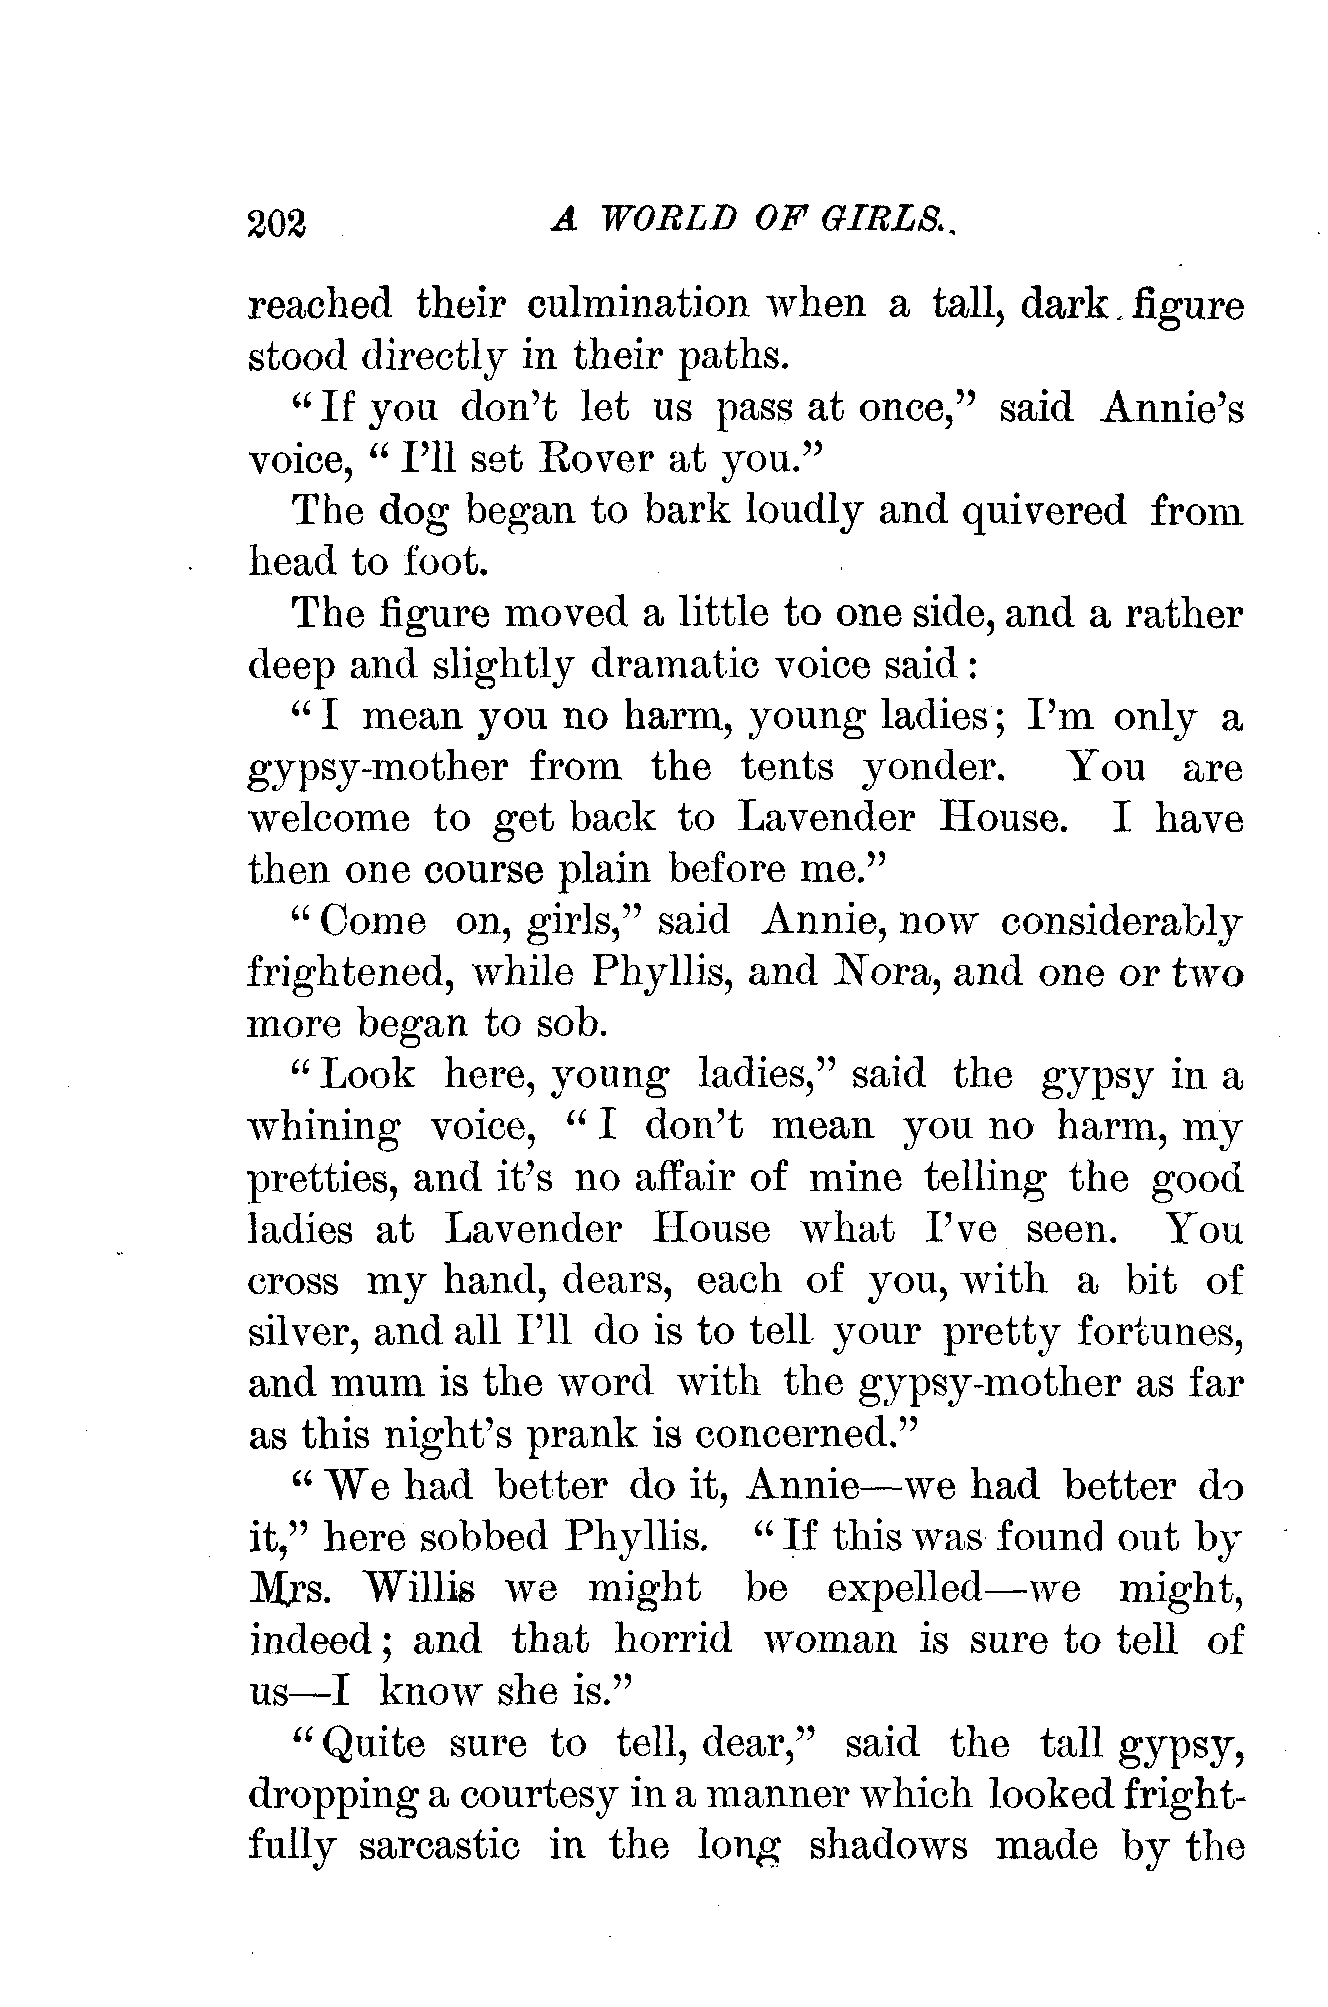 202 A WORLD OF GIRLS.
reached their culmination when a tall, dark figure
stood directly in their paths.
“If you don’t let us pass at once,” said Annie’s
voice, “I’ll set Rover at you.”
The dog began to bark loudly and quivered from
head to foot.
The figure moved a little to one side, and a rather
deep and slightly dramatic voice said:
“I mean you no harm, young ladies; I’m only a
gypsy-mother from the tents yonder. You are
welcome to get back to Lavender House. I have
then one course plain before me.”
“Come on, girls,” said Annie, now considerably
frightened, while Phyllis, and Nora, and one or two
more began to sob.
“Look here, young ladies,” said the gypsy in a
whining voice, “I don’t mean you no harm, my
pretties, and it’s no affair of mine telling the good
ladies at Lavender House what I’ve seen. You
cross my hand, dears, each of you, with a bit of
silver, and all I’ll do is to tell your pretty fortunes,
and mum is the word with the gypsy-mother as far
as this night’s prank is concerned.”
“We had better do it, Annie—we had better do
it,” here sobbed Phyllis. “If this was found out by
Mrs. Willis we might be expelled—we might,
indeed; and that horrid woman is sure to tell of
us—I know she is.”
“Quite sure to tell, dear,” said the tall gypsy,
dropping a courtesy in a manner which looked fright-
fully sarcastic in the long shadows made by the